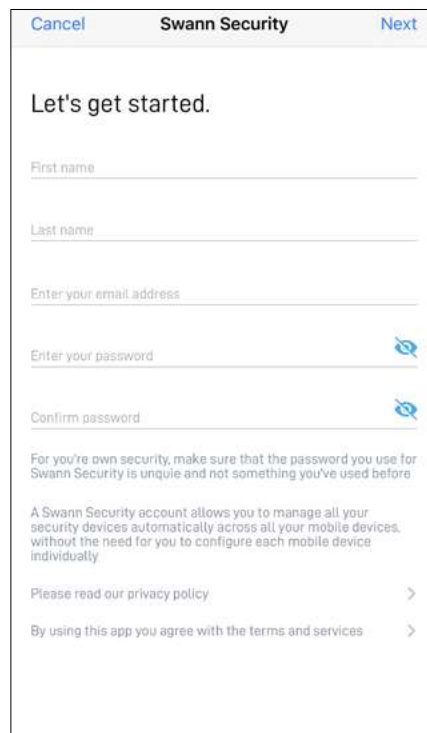 Cancel Swann Security Next
Let's get started.
First name
Last name
Enter your email address
Enter your password
Confirm password
For you're own security, make sure that the password you use for
Swann Security is unquie and not something you've used before
A Swann Security account allows you to manage all your
security devices automatically across all your mobile devices,
without the need for you to configure each mobile device
individually
Please read our privacy policy
By using this app you agree with the terms and services